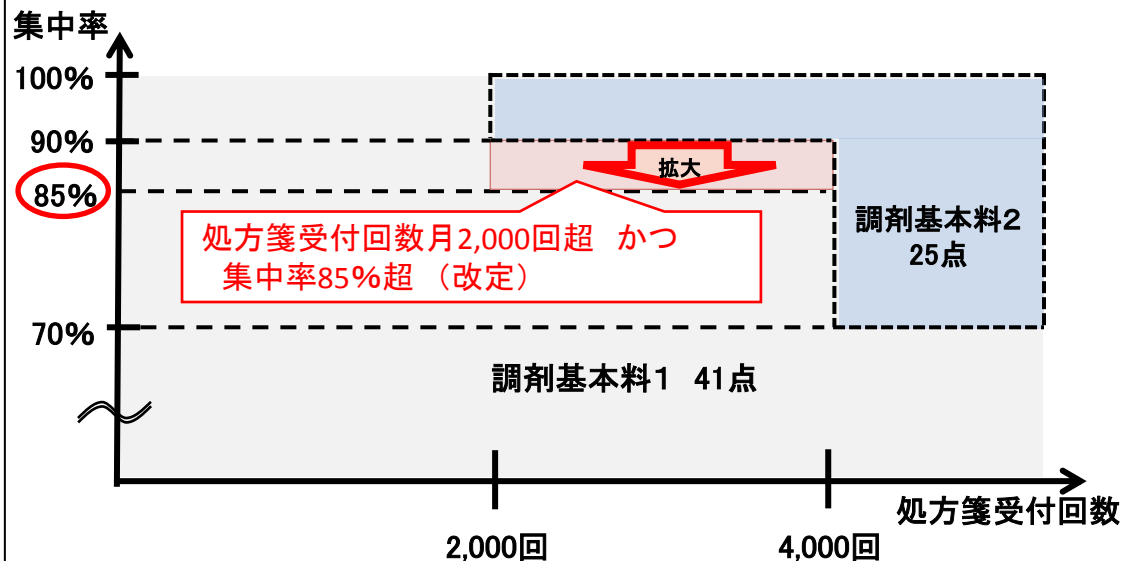 集中率
100%
90%
拡大
85%
処方箋受付回数月2,000回超　かつ
集中率85%超　（改定）
調剤基本料２
25点
70%
調剤基本料１　41点
処方箋受付回数
2,000回
4,000回